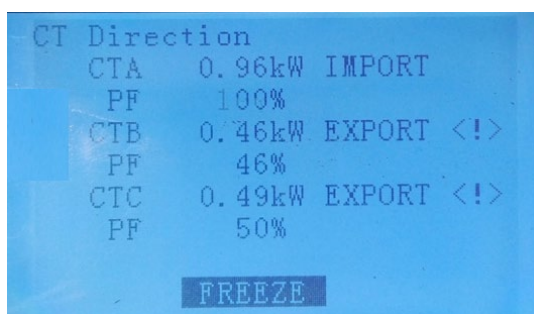 CT Direction
CTA 0.96kW IMPORT
PF 100%
CTB 0.46kW EXPORT <!>
PF 46%
CTC 0.49kW EXPORT <!>
PF 50%
FREEZE